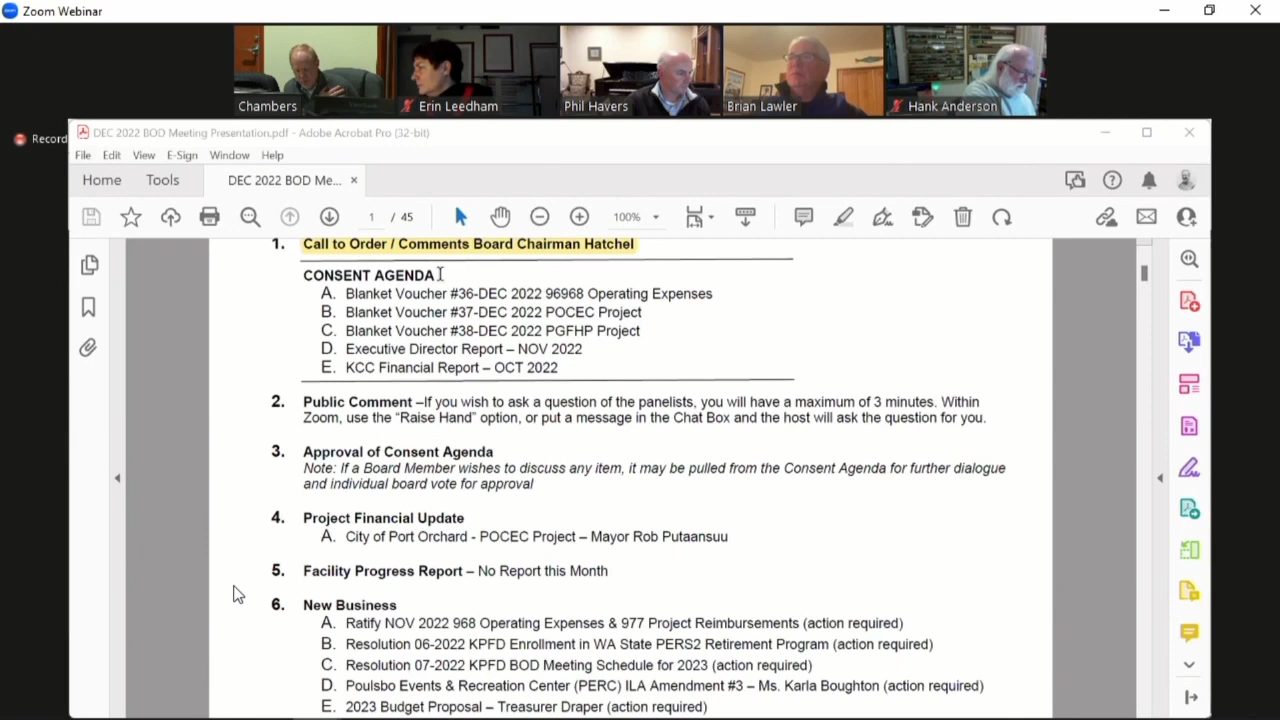 Zoom Webinar
Chambers
Erin Leedham
Phil Havers
Brian Lawler
Hank Anderson
Record
DEC 2022 BOD Meeting Presentation.pdf - Adobe Acrobat Pro (32-bit)
File Edit View E-Sign Window Help
Home Tools DEC 2022 BOD Me... ×
1 / 45 100%
1. Call to Order / Comments Board Chairman Hatchel
CONSENT AGENDA
A. Blanket Voucher #36-DEC 2022 96968 Operating Expenses
B. Blanket Voucher #37-DEC 2022 POCEC Project
C. Blanket Voucher #38-DEC 2022 PGFHP Project
D. Executive Director Report – NOV 2022
E. KCC Financial Report – OCT 2022
2. Public Comment –If you wish to ask a question of the panelists, you will have a maximum of 3 minutes. Within
Zoom, use the “Raise Hand” option, or put a message in the Chat Box and the host will ask the question for you.
3. Approval of Consent Agenda
Note: If a Board Member wishes to discuss any item, it may be pulled from the Consent Agenda for further dialogue
and individual board vote for approval
4. Project Financial Update
A. City of Port Orchard - POCEC Project – Mayor Rob Putaansuu
5. Facility Progress Report – No Report this Month
6. New Business
A. Ratify NOV 2022 968 Operating Expenses & 977 Project Reimbursements (action required)
B. Resolution 06-2022 KPFD Enrollment in WA State PERS2 Retirement Program (action required)
C. Resolution 07-2022 KPFD BOD Meeting Schedule for 2023 (action required)
D. Poulsbo Events & Recreation Center (PERC) ILA Amendment #3 – Ms. Karla Boughton (action required)
E. 2023 Budget Proposal – Treasurer Draper (action required)